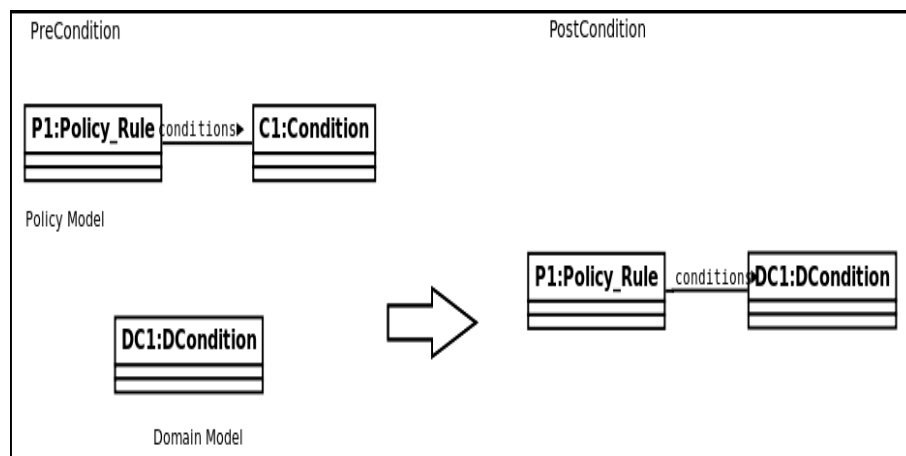 PreCondition
PostCondition
P1:Policy_Rule
conditions
C1:Condition
Policy Model
P1:Policy_Rule
conditions
DC1:DCondition
DC1:DCondition
Domain Model